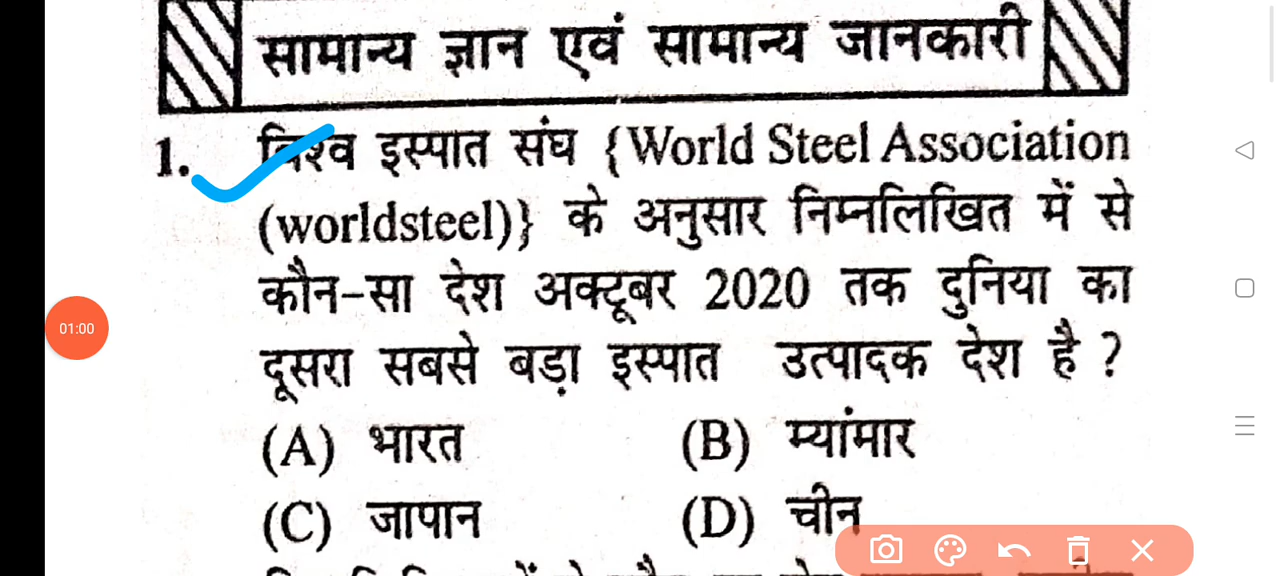 सामान्य ज्ञान एवं सामान्य जानकारी
1. विश्व इस्पात संघ {World Steel Association
(worldsteel)} के अनुसार निम्नलिखित में से
कौन-सा देश अक्टूबर 2020 तक दुनिया का
दूसरा सबसे बड़ा इस्पात उत्पादक देश है ?
(A) भारत (B) म्यांमार
(C) जापान (D) चीन
01:00